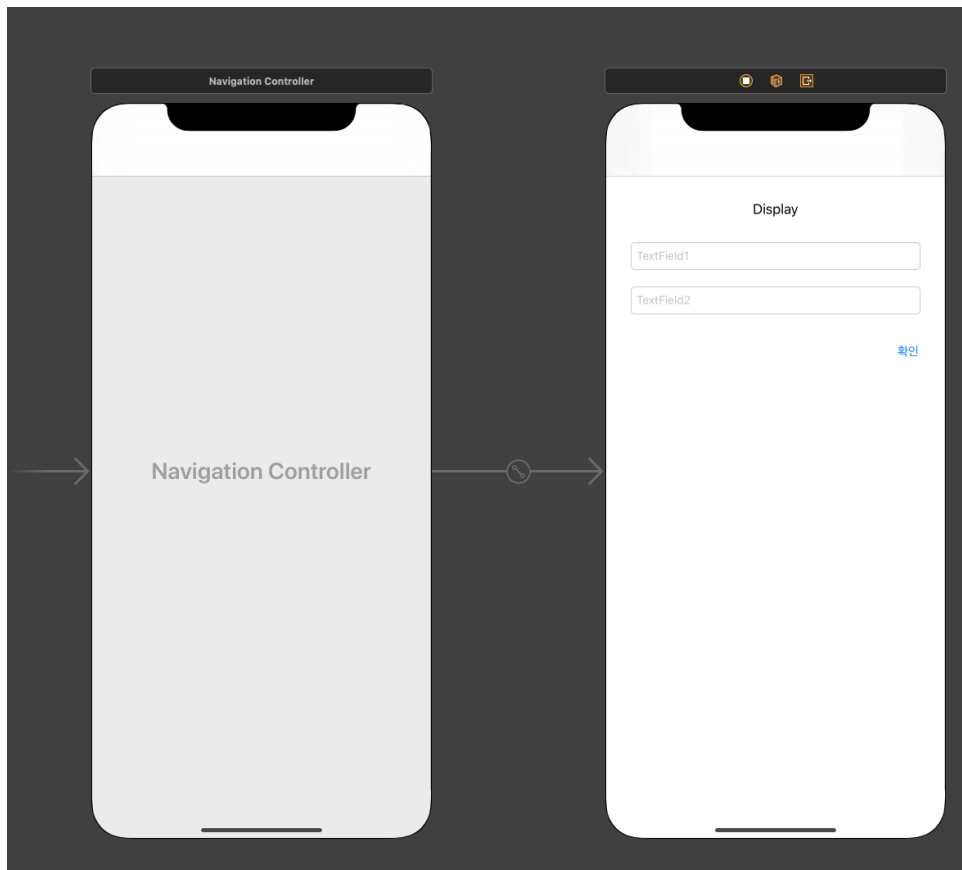 Navigation Controller
Navigation Controller
Display
TextField1
TextField2
확인